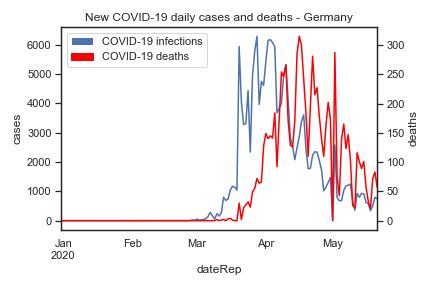 New COVID-19 daily cases and deaths - Germany
COVID-19 infections
COVID-19 deaths
6000
5000
4000
3000
2000
1000
0
cases
300
250
200
150
100
50
0
deaths
Jan Feb Mar Apr May
2020
dateRep